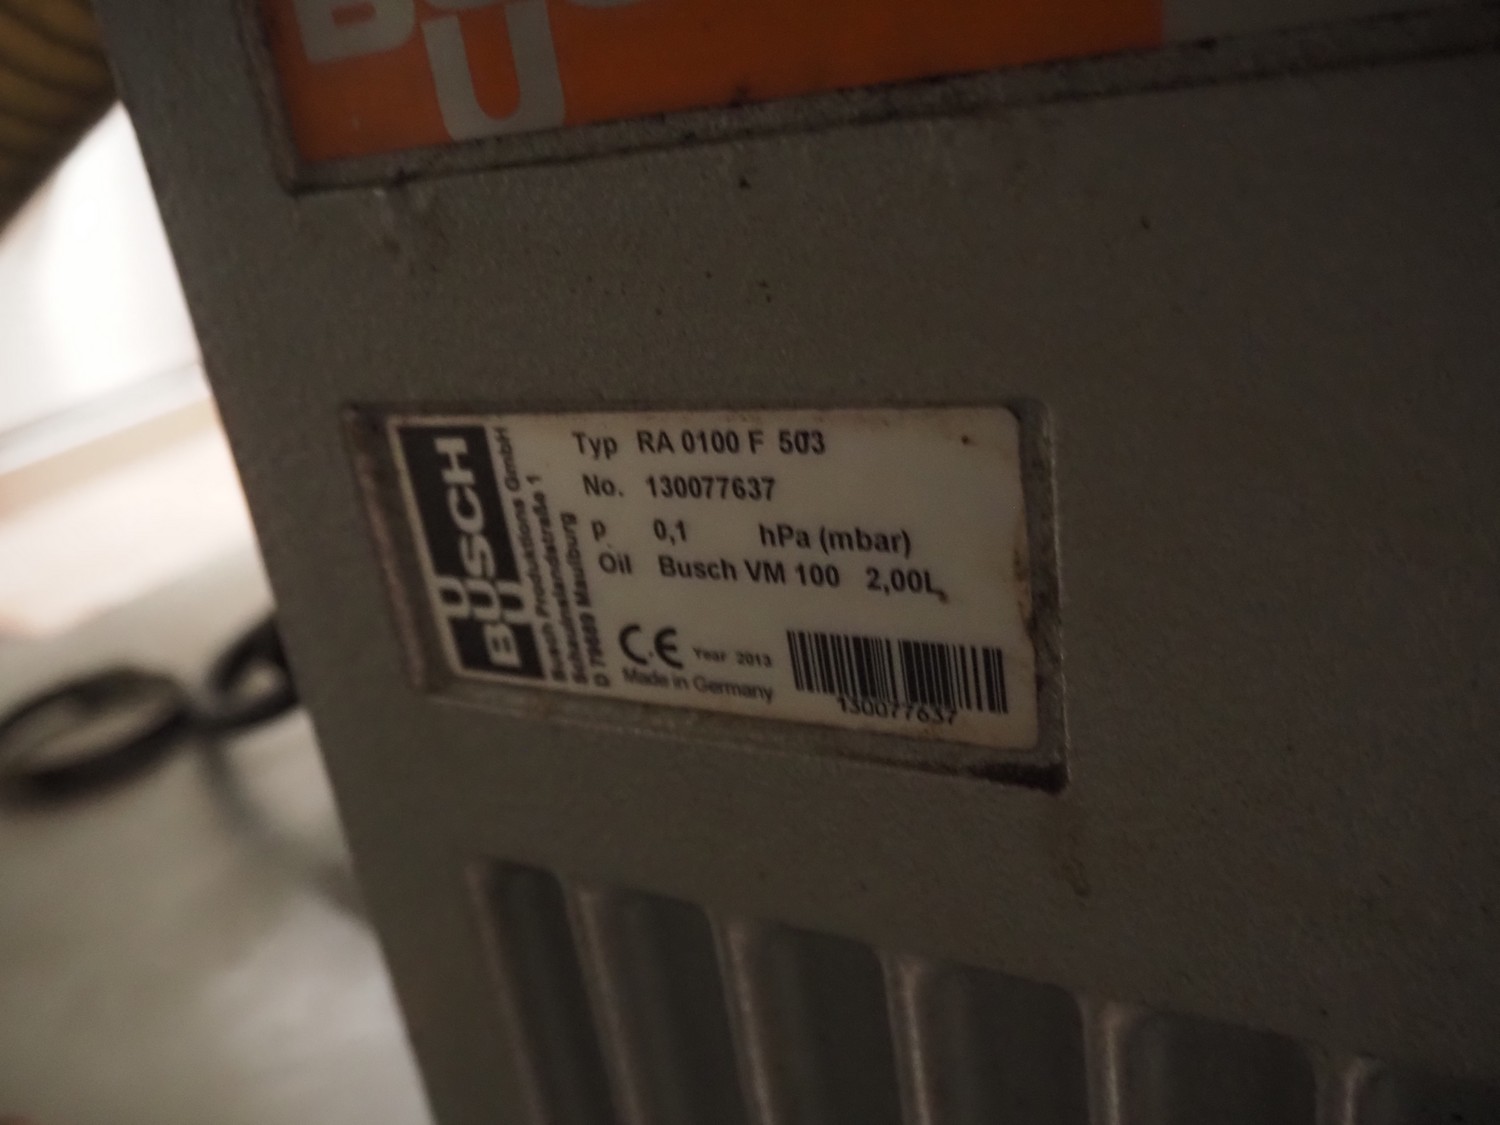 BUSCH
U
Typ RA 0100 F 503
No. 130077637
p 0,1 hPa (mbar)
Oil Busch VM 100 2,00L
CE Year 2013
Made in Germany
130077637
BUSCH
U U
Busch Produktions GmbH
Schauinslandstraße 1
D 79689 Maulburg